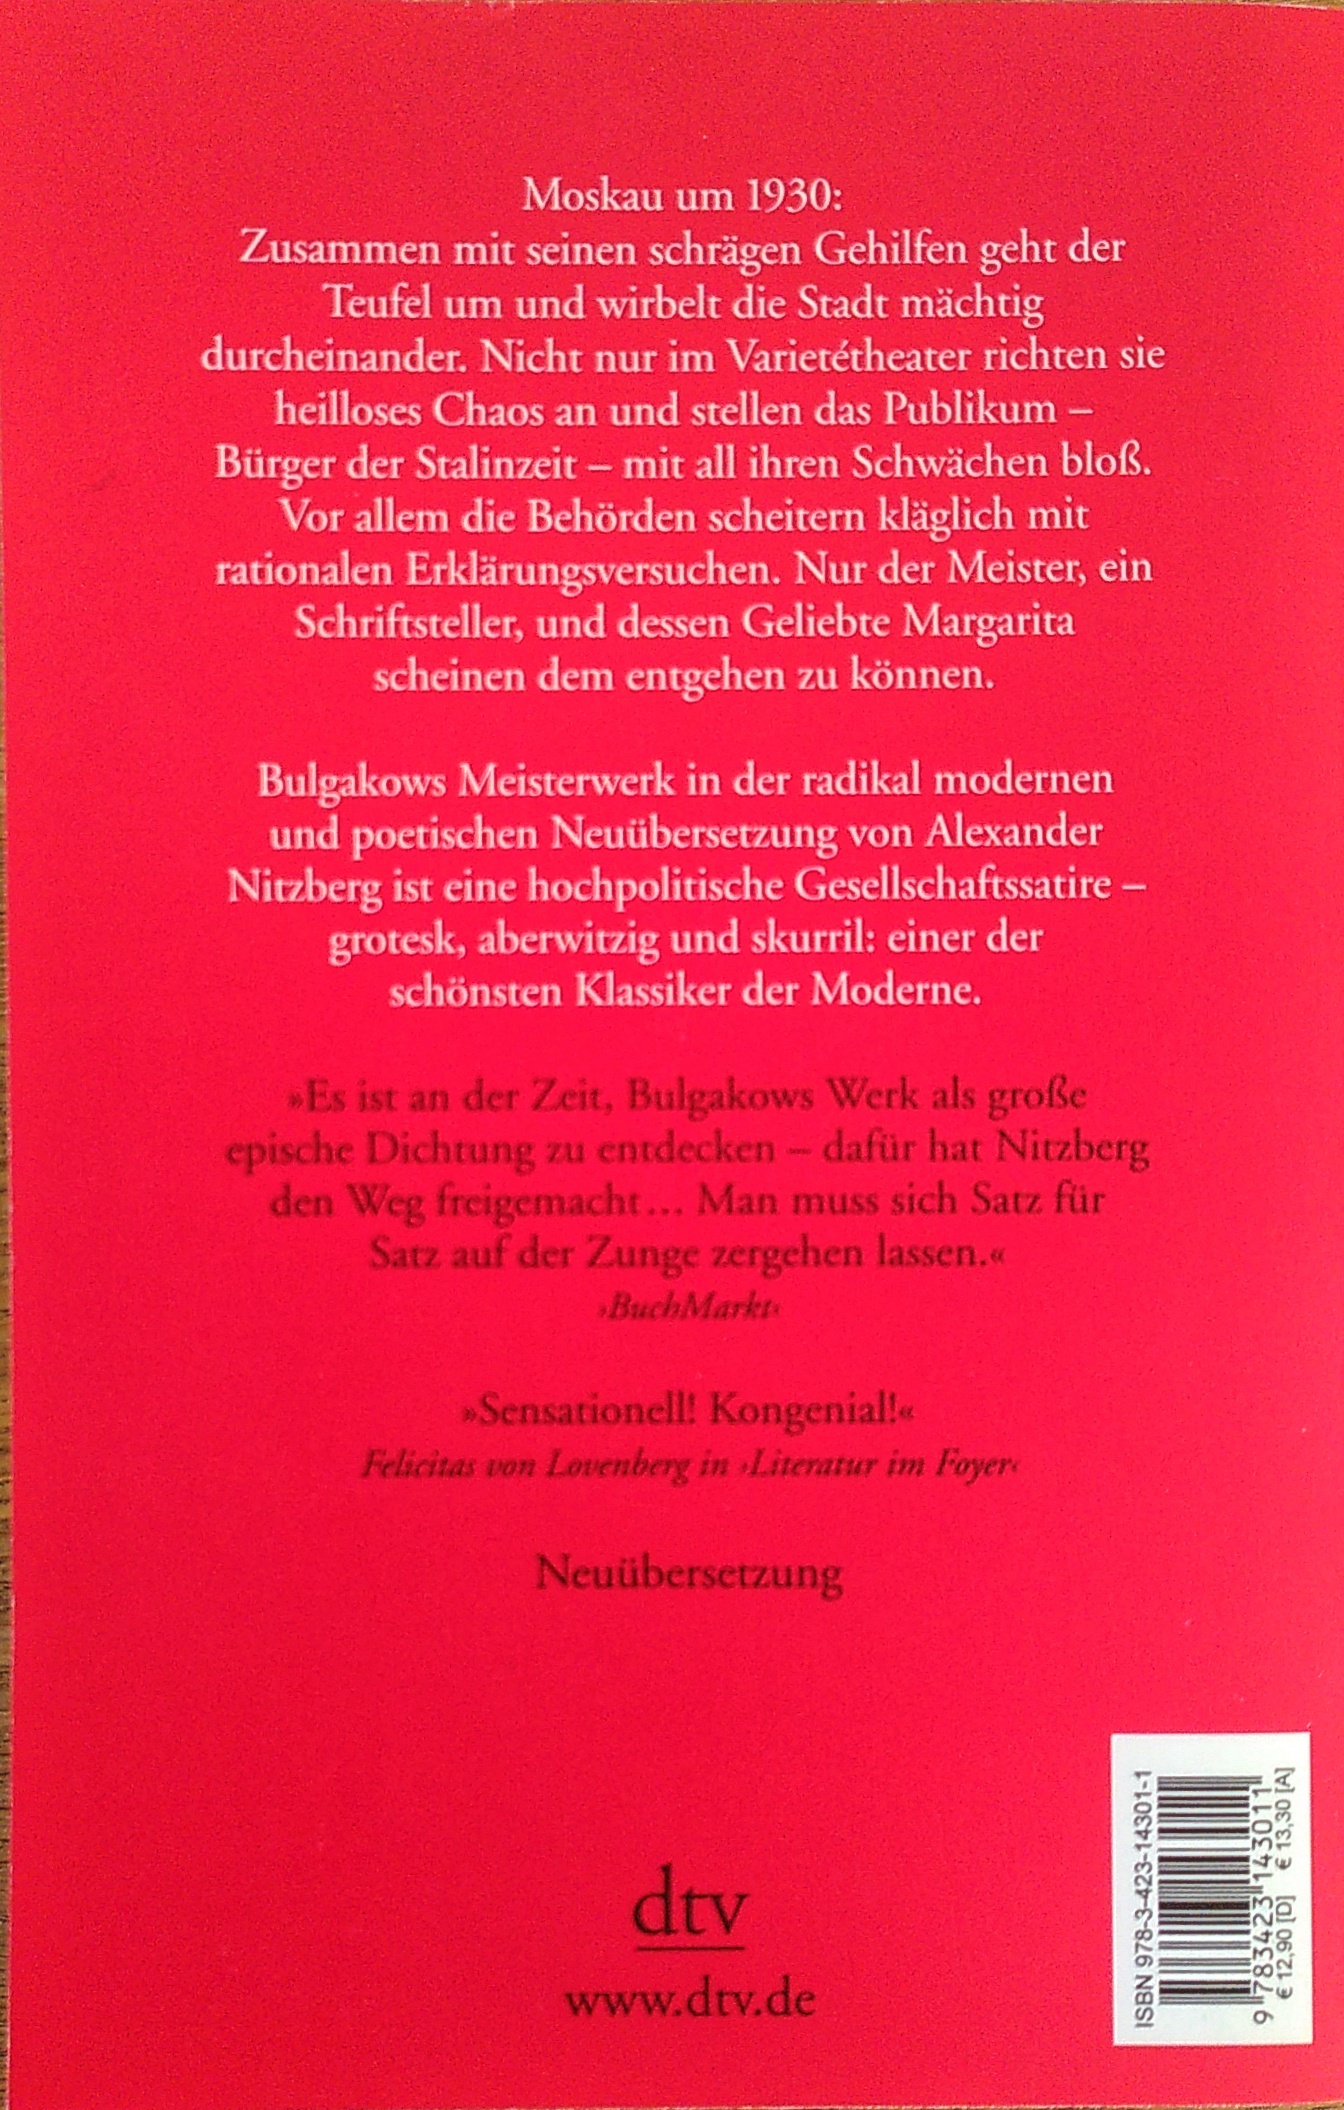 Moskau um 1930:
Zusammen mit seinen schrägen Gehilfen geht der
Teufel um und wirbelt die Stadt mächtig
durcheinander. Nicht nur im Varietétheater richten sie
heilloses Chaos an und stellen das Publikum –
Bürger der Stalinzeit – mit all ihren Schwächen bloß.
Vor allem die Behörden scheitern kläglich mit
rationalen Erklärungsversuchen. Nur der Meister, ein
Schriftsteller, und dessen Geliebte Margarita
scheinen dem entgehen zu können.
Bulgakows Meisterwerk in der radikal modernen
und poetischen Neuübersetzung von Alexander
Nitzberg ist eine hochpolitische Gesellschaftssatire –
grotesk, aberwitzig und skurril: einer der
schönsten Klassiker der Moderne.
»Es ist an der Zeit, Bulgakows Werk als große
epische Dichtung zu entdecken – dafür hat Nitzberg
den Weg freigemacht… Man muss sich Satz für
Satz auf der Zunge zergehen lassen.«
›BuchMarkt‹
»Sensationell! Kongenial!«
Felicitas von Lovenberg in ›Literatur im Foyer‹
Neuübersetzung
dtv
www.dtv.de
ISBN 978-3-423-14301-1
9 783423 143011
€ 12,90 [D] € 13,30 [A]